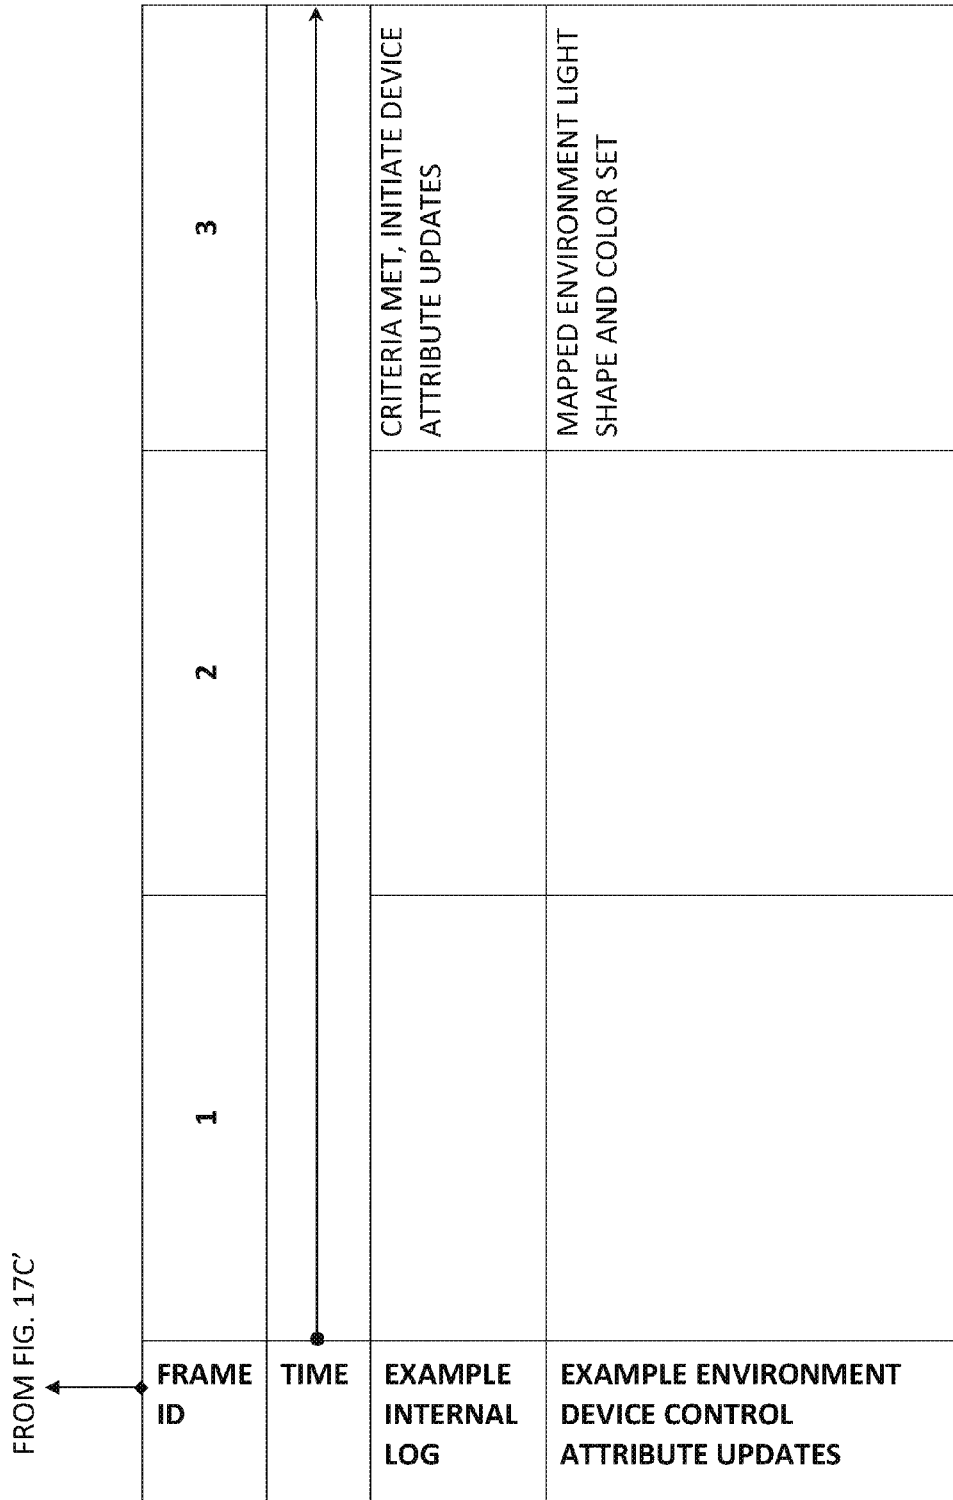 FROM FIG. 17C’
FRAME
ID
1
2
3
TIME
EXAMPLE
INTERNAL
LOG
CRITERIA MET, INITIATE DEVICE
ATTRIBUTE UPDATES
EXAMPLE ENVIRONMENT
DEVICE CONTROL
ATTRIBUTE UPDATES
MAPPED ENVIRONMENT LIGHT
SHAPE AND COLOR SET